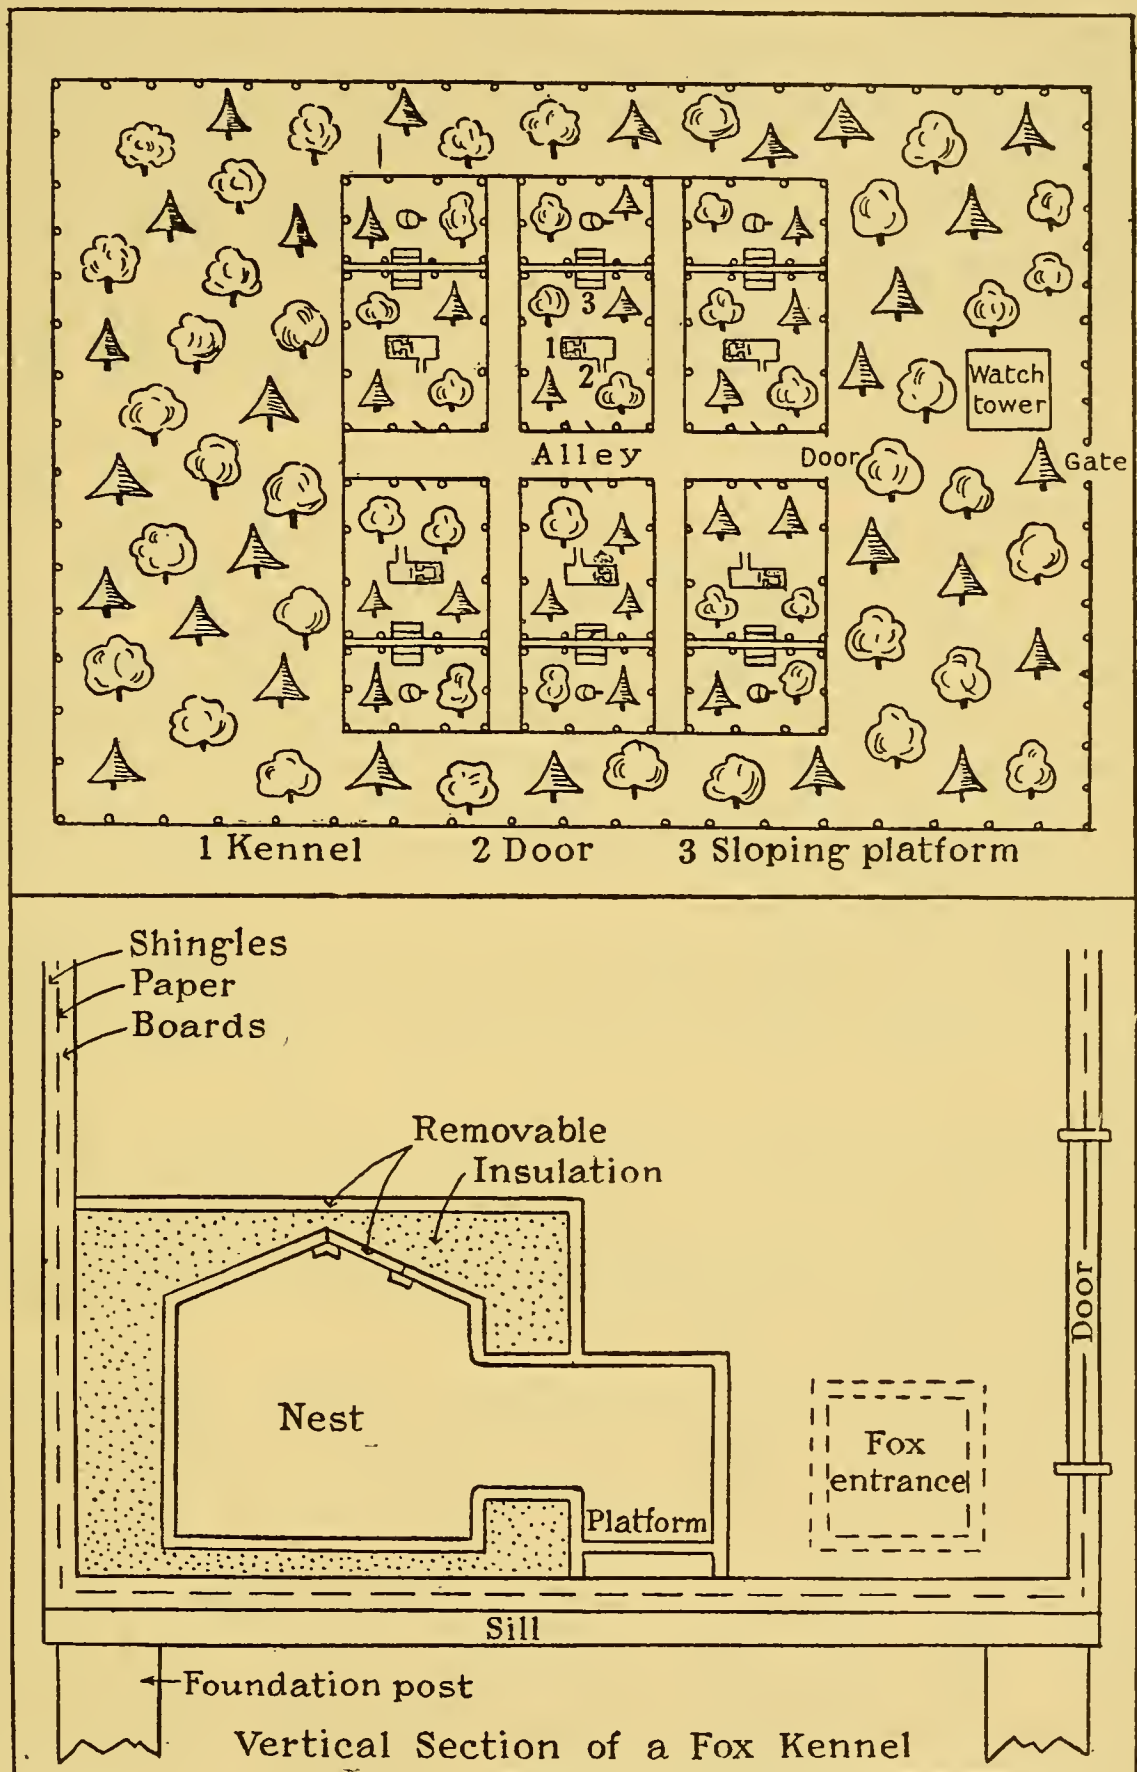 3
1
2
Watch
tower
Alley
Door
Gate
1 Kennel 2 Door 3 Sloping platform
Shingles
Paper
Boards
Removable
Insulation
Door
Nest
Fox
entrance
Platform
Sill
Foundation post
Vertical Section of a Fox Kennel